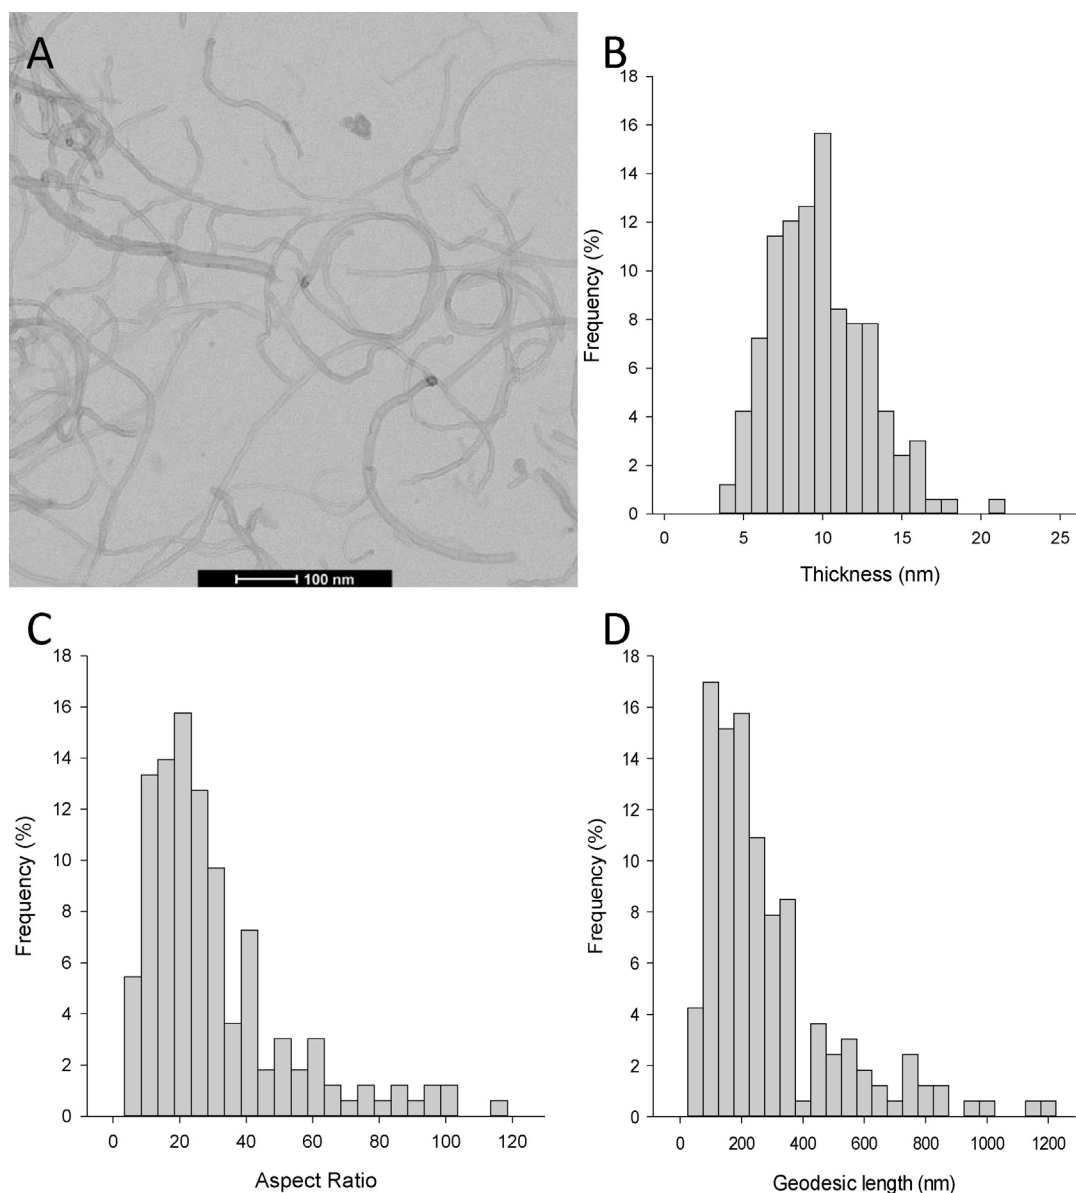 A
100 nm
B
18
16
14
12
10
8
6
4
2
0
Frequency (%)
0 5 10 15 20 25
Thickness (nm)
C
18
16
14
12
10
8
6
4
2
0
Frequency (%)
0 20 40 60 80 100 120
Aspect Ratio
D
18
16
14
12
10
8
6
4
2
0
Frequency (%)
0 200 400 600 800 1000 1200
Geodesic length (nm)